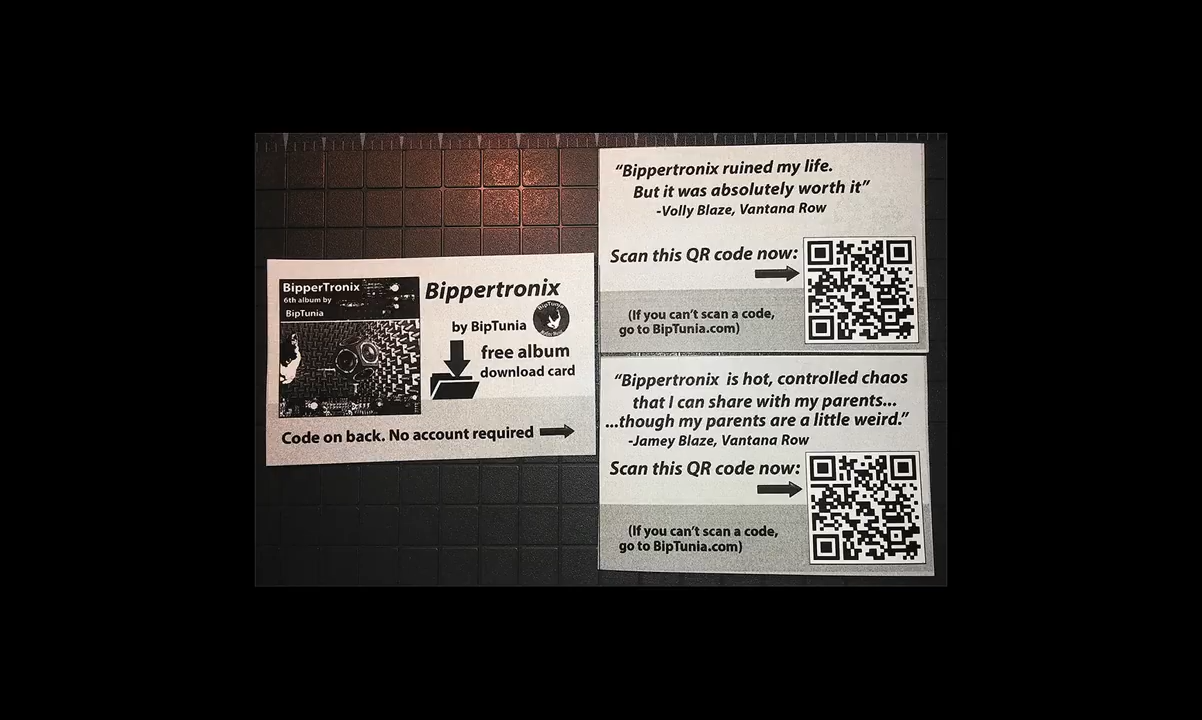 BipperTronix
6th album by
BipTunia
Bippertronix
by BipTunia
BipTunia
free album
download card
Code on back. No account required
“Bippertronix ruined my life.
But it was absolutely worth it”
-Volly Blaze, Vantana Row
Scan this QR code now:
(If you can't scan a code,
go to BipTunia.com)
“Bippertronix is hot, controlled chaos
that I can share with my parents...
...though my parents are a little weird.”
-Jamey Blaze, Vantana Row
Scan this QR code now:
(If you can't scan a code,
go to BipTunia.com)